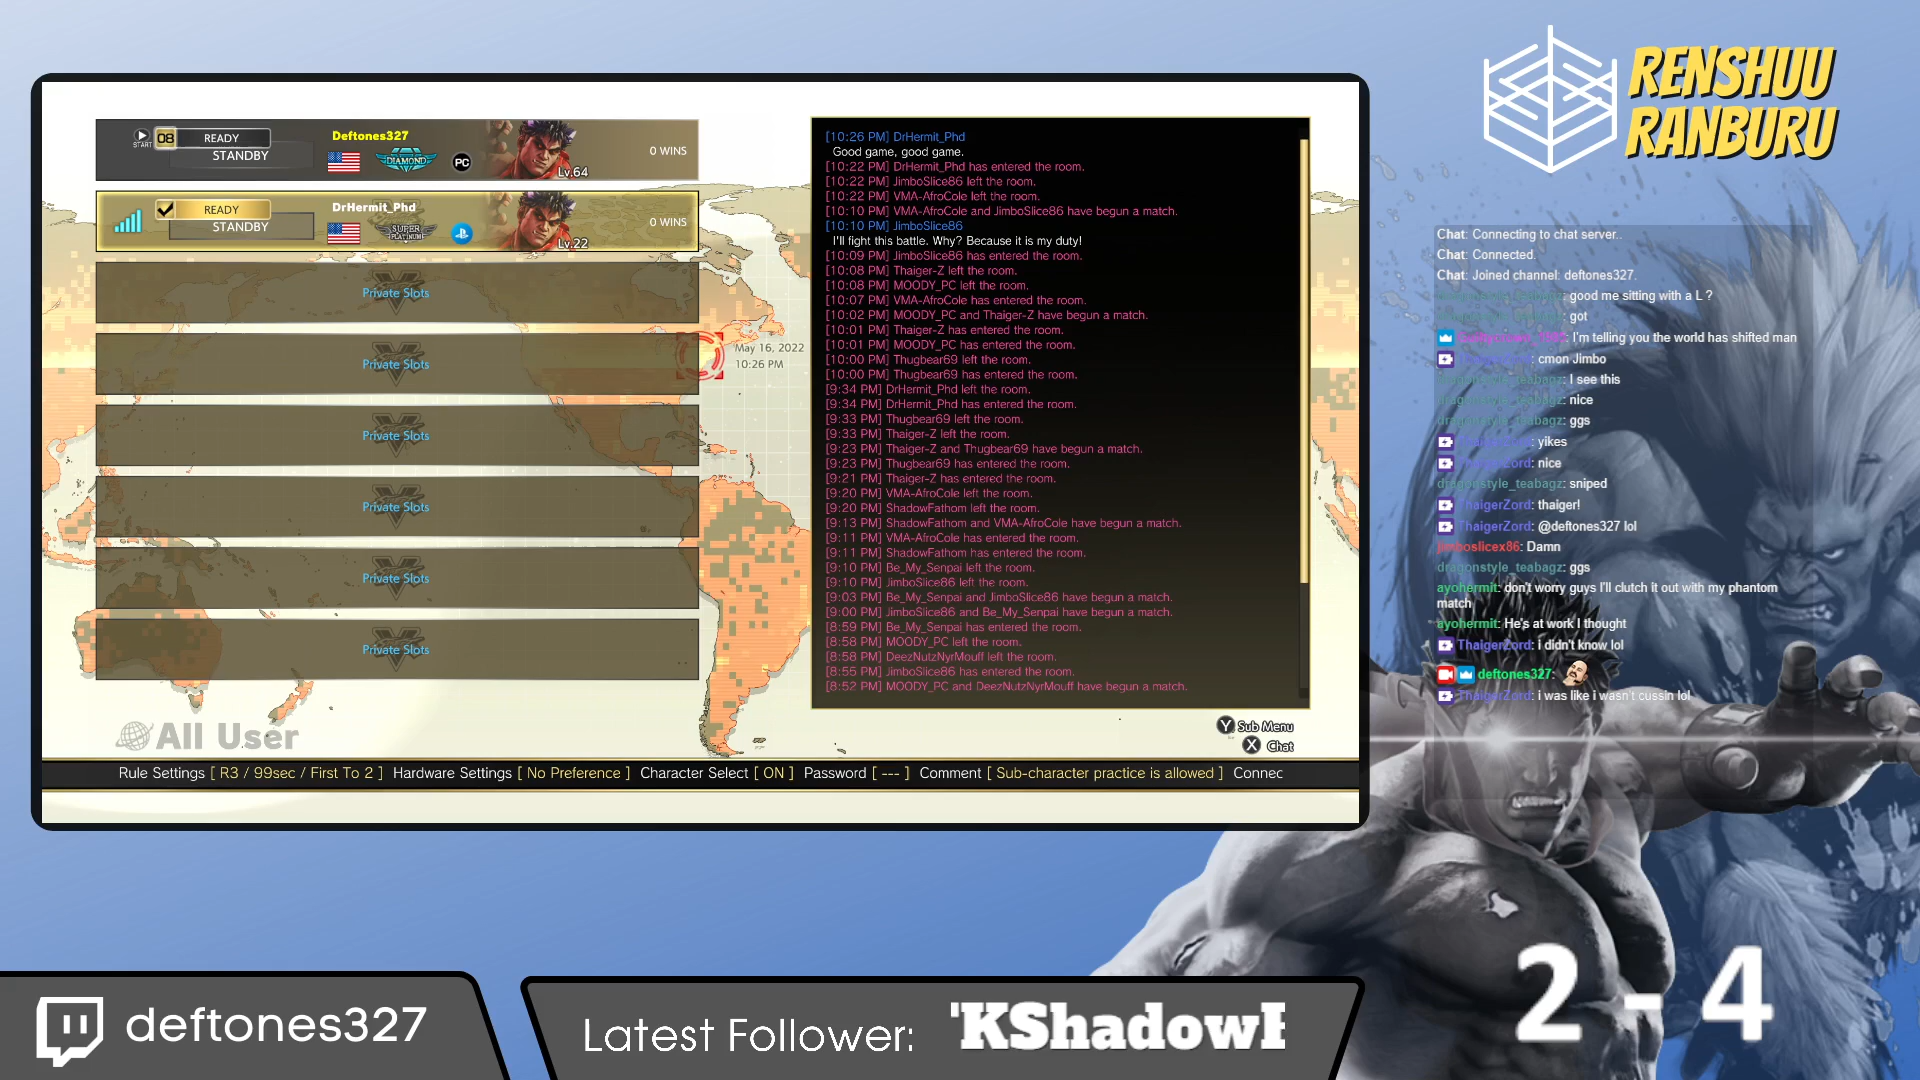 RENSHUU
RANBURU
START
08
READY
STANDBY
Deftones327
DIAMOND
PC
Lv.64
0 WINS
READY
STANDBY
DrHermit_Phd
SUPER
PLATINUM
Lv.22
0 WINS
Private Slots
Private Slots
Private Slots
Private Slots
Private Slots
Private Slots
May 16, 2022
10:26 PM
All User
[10:26 PM] DrHermit_Phd
Good game, good game.
[10:22 PM] DrHermit_Phd has entered the room.
[10:22 PM] JimboSlice86 left the room.
[10:22 PM] VMA-AfroCole left the room.
[10:10 PM] VMA-AfroCole and JimboSlice86 have begun a match.
[10:10 PM] JimboSlice86
I'll fight this battle. Why? Because it is my duty!
[10:09 PM] JimboSlice86 has entered the room.
[10:08 PM] Thaiger-Z left the room.
[10:08 PM] MOODY_PC left the room.
[10:07 PM] VMA-AfroCole has entered the room.
[10:02 PM] MOODY_PC and Thaiger-Z have begun a match.
[10:01 PM] Thaiger-Z has entered the room.
[10:01 PM] MOODY_PC has entered the room.
[10:00 PM] Thugbear69 left the room.
[10:00 PM] Thugbear69 has entered the room.
[9:34 PM] DrHermit_Phd left the room.
[9:34 PM] DrHermit_Phd has entered the room.
[9:33 PM] Thugbear69 left the room.
[9:33 PM] Thaiger-Z left the room.
[9:23 PM] Thaiger-Z and Thugbear69 have begun a match.
[9:23 PM] Thugbear69 has entered the room.
[9:21 PM] Thaiger-Z has entered the room.
[9:20 PM] VMA-AfroCole left the room.
[9:20 PM] ShadowFathom left the room.
[9:13 PM] ShadowFathom and VMA-AfroCole have begun a match.
[9:11 PM] VMA-AfroCole has entered the room.
[9:11 PM] ShadowFathom has entered the room.
[9:10 PM] Be_My_Senpai left the room.
[9:10 PM] JimboSlice86 left the room.
[9:03 PM] Be_My_Senpai and JimboSlice86 have begun a match.
[9:00 PM] JimboSlice86 and Be_My_Senpai have begun a match.
[8:59 PM] Be_My_Senpai has entered the room.
[8:58 PM] MOODY_PC left the room.
[8:58 PM] DeezNutzNyrMouff left the room.
[8:55 PM] JimboSlice86 has entered the room.
[8:52 PM] MOODY_PC and DeezNutzNyrMouff have begun a match.
Y Sub Menu
X Chat
Rule Settings [ R3 / 99sec / First To 2 ] Hardware Settings [ No Preference ] Character Select [ ON ] Password [ --- ] Comment [ Sub-character practice is allowed ] Connec
Chat: Connecting to chat server..
Chat: Connected.
Chat: Joined channel: deftones327.
dragonstyle_teabagz: good me sitting with a L ?
dragonstyle_teabagz: got
: I'm telling you the world has shifted man
ThaigerZord: cmon Jimbo
dragonstyle_teabagz: I see this
dragonstyle_teabagz: nice
dragonstyle_teabagz: ggs
ThaigerZord: yikes
ThaigerZord: nice
dragonstyle_teabagz: sniped
ThaigerZord: thaiger!
ThaigerZord: @deftones327 lol
jimboslicex86: Damn
dragonstyle_teabagz: ggs
ayohermit: don't worry guys I'll clutch it out with my phantom
match
ayohermit: He's at work I thought
ThaigerZord: i didn't know lol
deftones327:
ThaigerZord: i was like i wasn't cussin lol
2 - 4
deftones327
Latest Follower:
KShadow